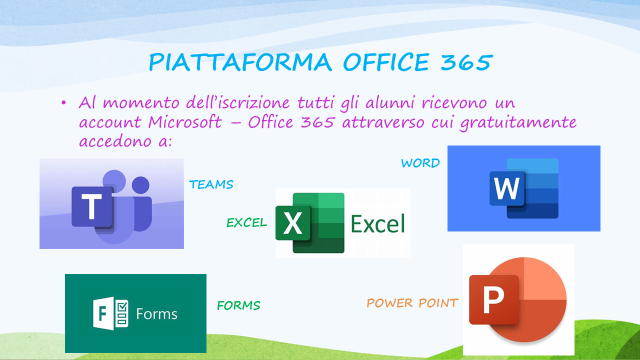 PIATTAFORMA OFFICE 365
• Al momento dell'iscrizione tutti gli alunni ricevono un
account Microsoft – Office 365 attraverso cui gratuitamente
accedono a:
WORD
W
T
TEAMS
EXCEL
X
Excel
F
Forms
FORMS
POWER POINT
P